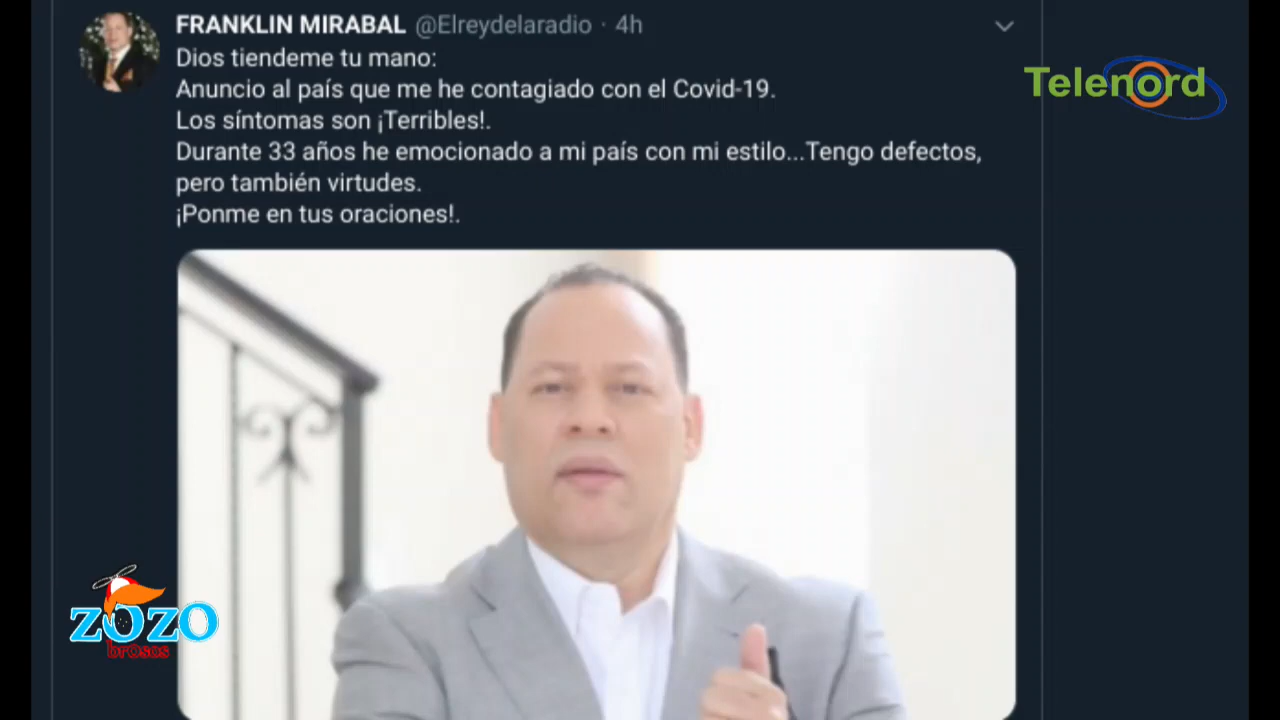 FRANKLIN MIRABAL @Elreydelaradio · 4h
Dios tiendeme tu mano:
Anuncio al país que me he contagiado con el Covid-19.
Los síntomas son ¡Terribles!.
Durante 33 años he emocionado a mi país con mi estilo...Tengo defectos,
pero también virtudes.
¡Ponme en tus oraciones!.
Telenord
ZOZO
brosos